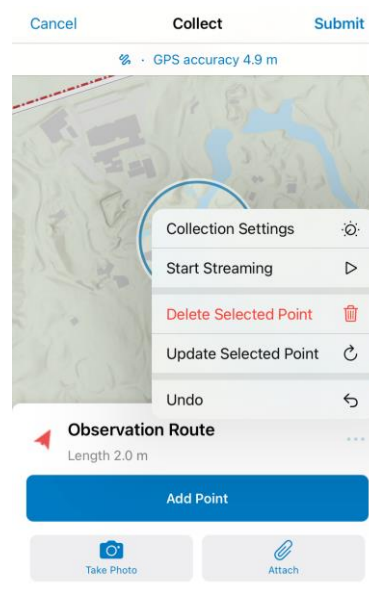 Cancel Collect Submit
· GPS accuracy 4.9 m
Collection Settings
Start Streaming
Delete Selected Point
Update Selected Point
Undo
Observation Route
Length 2.0 m
Add Point
Take Photo Attach